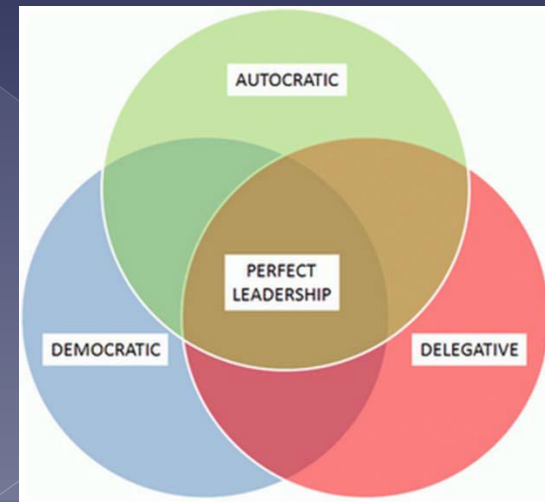 AUTOCRATIC
PERFECT
LEADERSHIP
DEMOCRATIC
DELEGATIVE